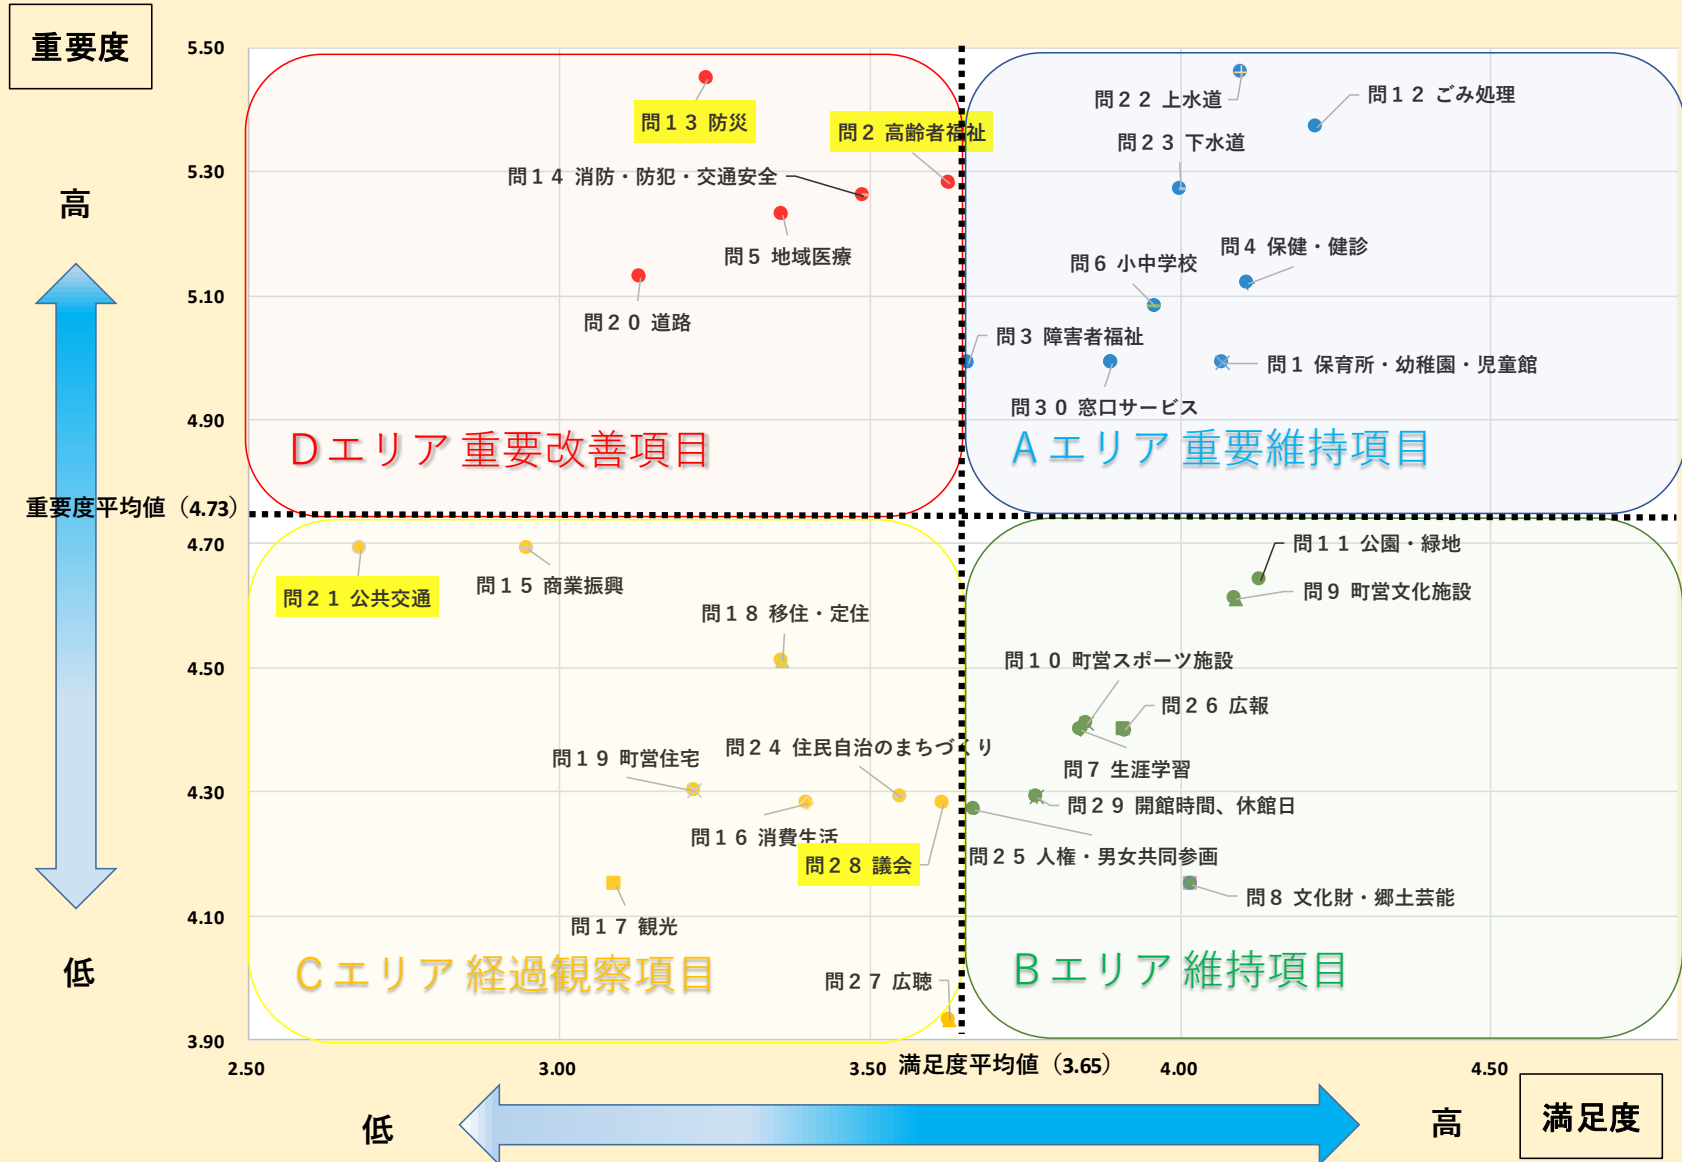 重要度
5.50
問２２ 上水道
問１２ ごみ処理
問１３ 防災
問２ 高齢者福祉
問２３ 下水道
5.30
問１４ 消防・防犯・交通安全
高
問５ 地域医療
問４ 保健・健診
問６ 小中学校
5.10
問２０ 道路
問３ 障害者福祉
問１ 保育所・幼稚園・児童館
問３０ 窓口サービス
4.90
Ｄエリア 重要改善項目
Ａエリア 重要維持項目
重要度平均値（4.73）
4.70
問１１ 公園・緑地
問２１ 公共交通
問１５ 商業振興
問９ 町営文化施設
問１８ 移住・定住
4.50
問１０ 町営スポーツ施設
問２６ 広報
問２４ 住民自治のまちづくり
問１９ 町営住宅
問７ 生涯学習
4.30
問２９ 開館時間、休館日
問１６ 消費生活
問２８ 議会
問２５ 人権・男女共同参画
問８ 文化財・郷土芸能
4.10
問１７ 観光
低
Ｃエリア 経過観察項目
Ｂエリア 維持項目
問２７ 広聴
3.90
2.50
3.00
3.50
満足度平均値（3.65）
4.00
4.50
低
高
満足度